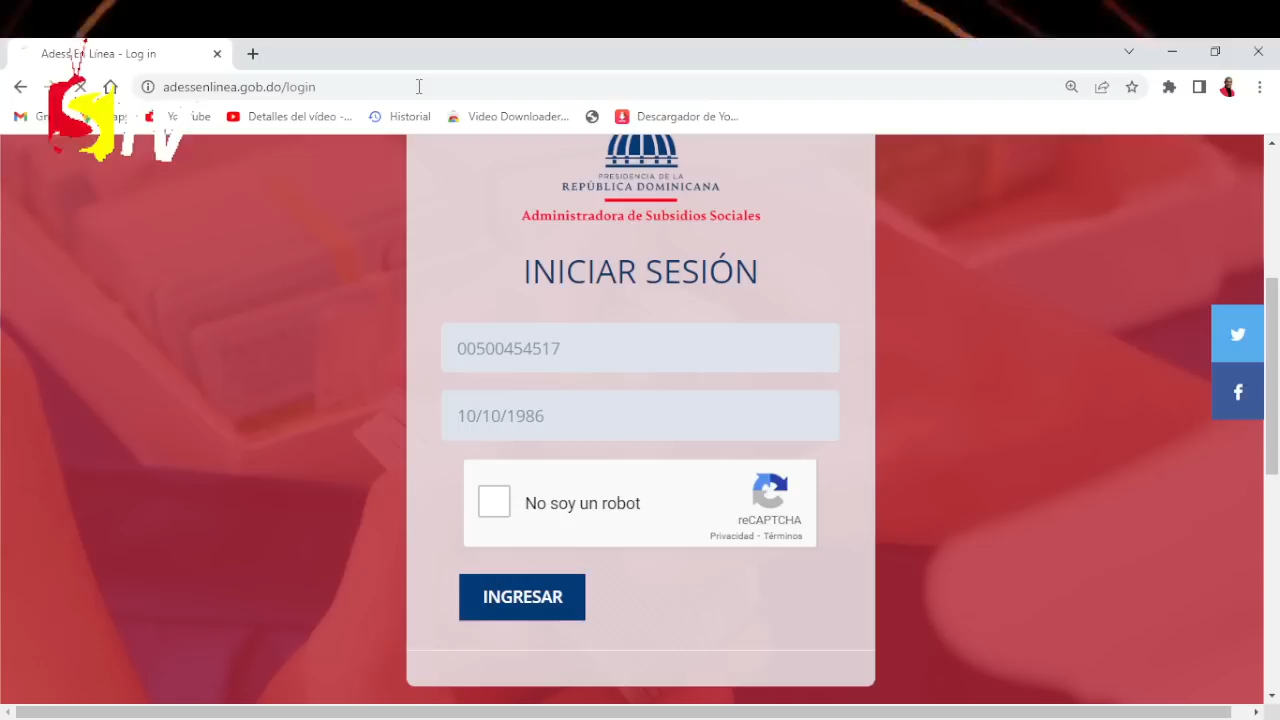 Adess En Línea - Log in
adessenlinea.gob.do/login
YouTube
Detalles del vídeo -...
Historial
Video Downloader...
Descargador de Yo...
STV
PRESIDENCIA DE LA
REPÚBLICA DOMINICANA
Administradora de Subsidios Sociales
INICIAR SESIÓN
00500454517
10/10/1986
No soy un robot
reCAPTCHA
Privacidad - Términos
INGRESAR